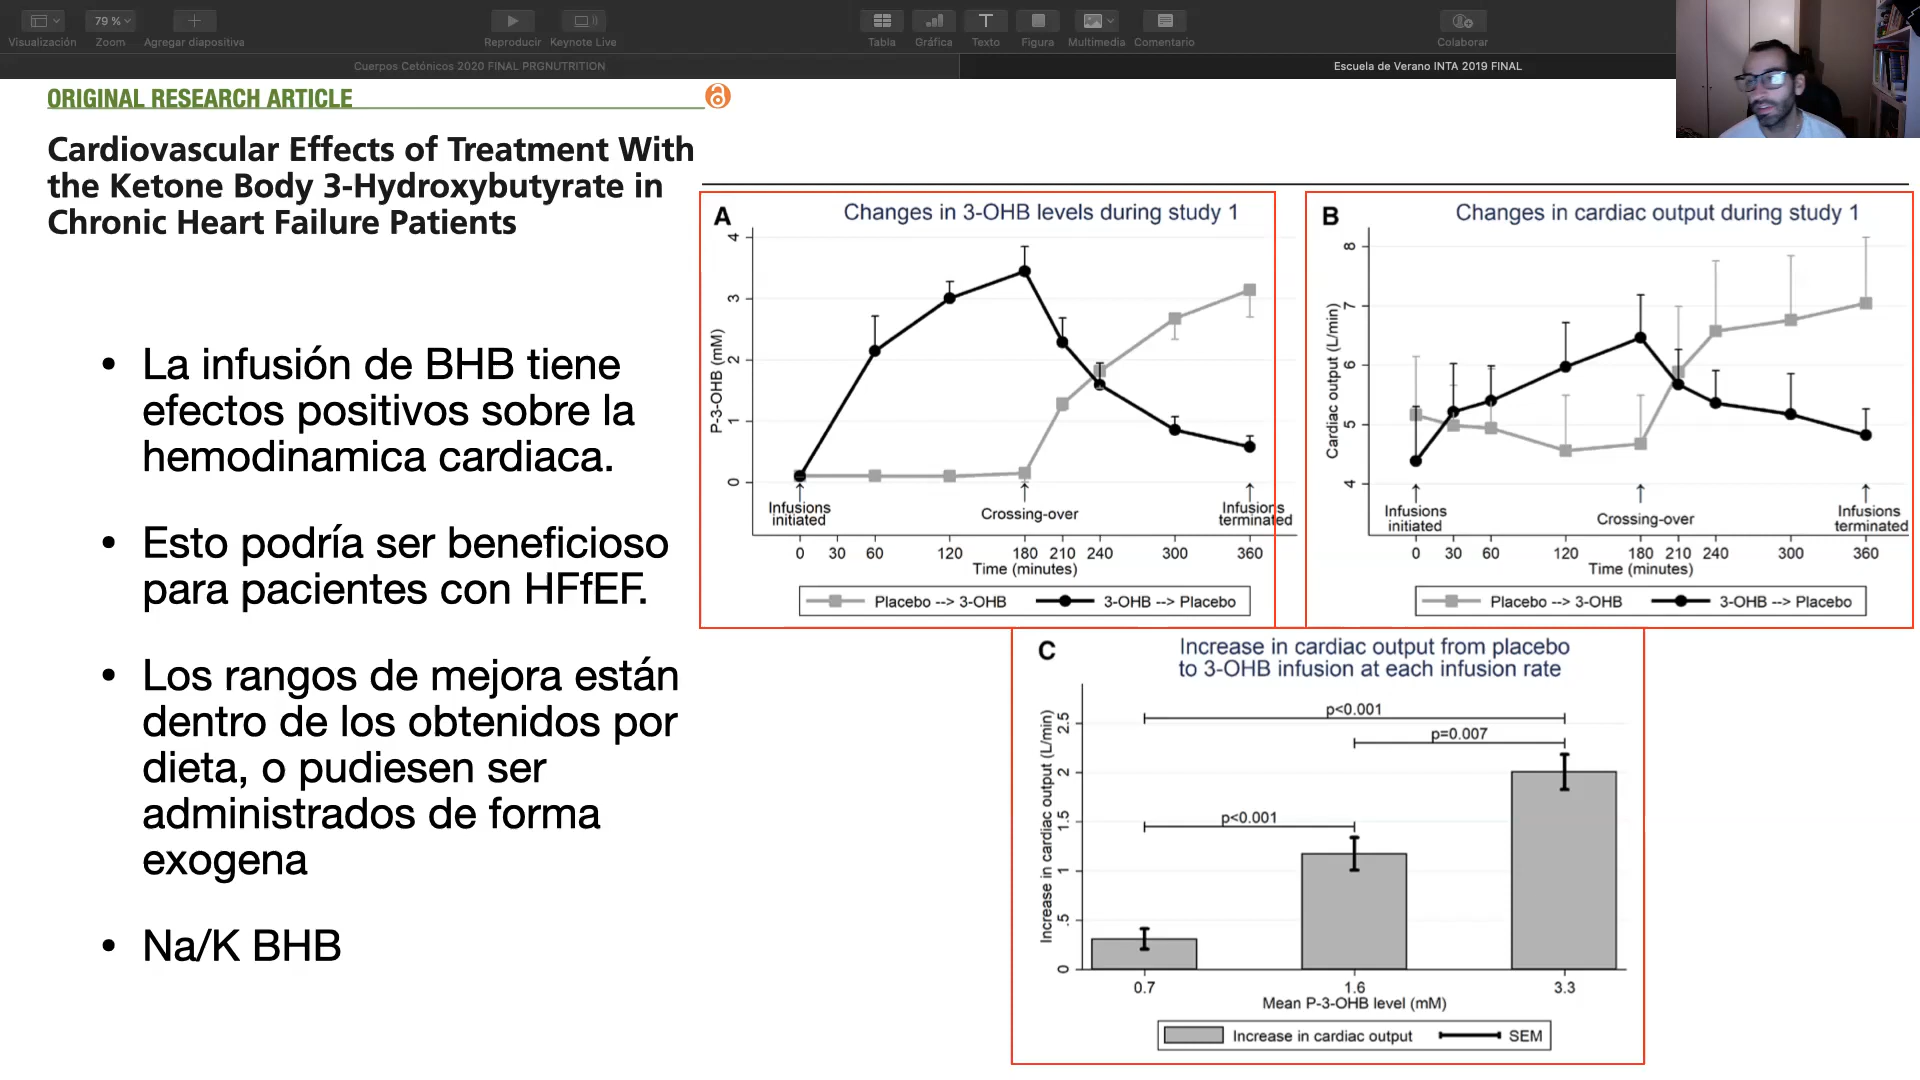 Visualización
79 %
Zoom
Agregar diapositiva
Reproducir
Keynote Live
Tabla
Gráfica
Texto
Figura
Multimedia
Comentario
Colaborar
Cuerpos Cetónicos 2020 FINAL PRGNUTRITION
Escuela de Verano INTA 2019 FINAL
ORIGINAL RESEARCH ARTICLE
Cardiovascular Effects of Treatment With
the Ketone Body 3-Hydroxybutyrate in
Chronic Heart Failure Patients
• La infusión de BHB tiene
efectos positivos sobre la
hemodinamica cardiaca.
• Esto podría ser beneficioso
para pacientes con HFfEF.
• Los rangos de mejora están
dentro de los obtenidos por
dieta, o pudiesen ser
administrados de forma
exogena
• Na/K BHB
A
Changes in 3-OHB levels during study 1
P-3-OHB (mM)
4
3
2
1
0
Infusions
initiated
Crossing-over
Infusions
terminated
0 30 60 120 180 210 240 300 360
Time (minutes)
Placebo --> 3-OHB
3-OHB --> Placebo
B
Changes in cardiac output during study 1
Cardiac output (L/min)
8
7
6
5
4
Infusions
initiated
Crossing-over
Infusions
terminated
0 30 60 120 180 210 240 300 360
Time (minutes)
Placebo --> 3-OHB
3-OHB --> Placebo
C
Increase in cardiac output from placebo
to 3-OHB infusion at each infusion rate
Increase in cardiac output (L/min)
2.5
2
1.5
1
.5
0
p<0.001
p=0.007
p<0.001
0.7 1.6 3.3
Mean P-3-OHB level (mM)
Increase in cardiac output
SEM